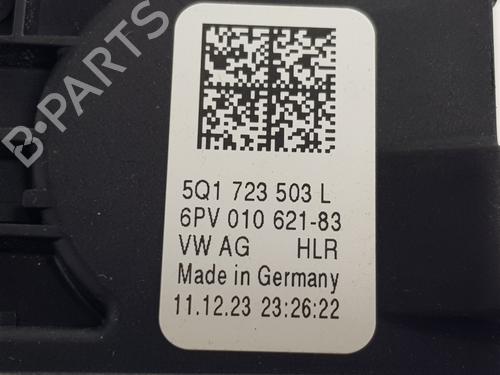 B-PARTS
5Q1 723 503 L
6PV 010 621-83
VW AG HLR
Made in Germany
11.12.23 23:26:22